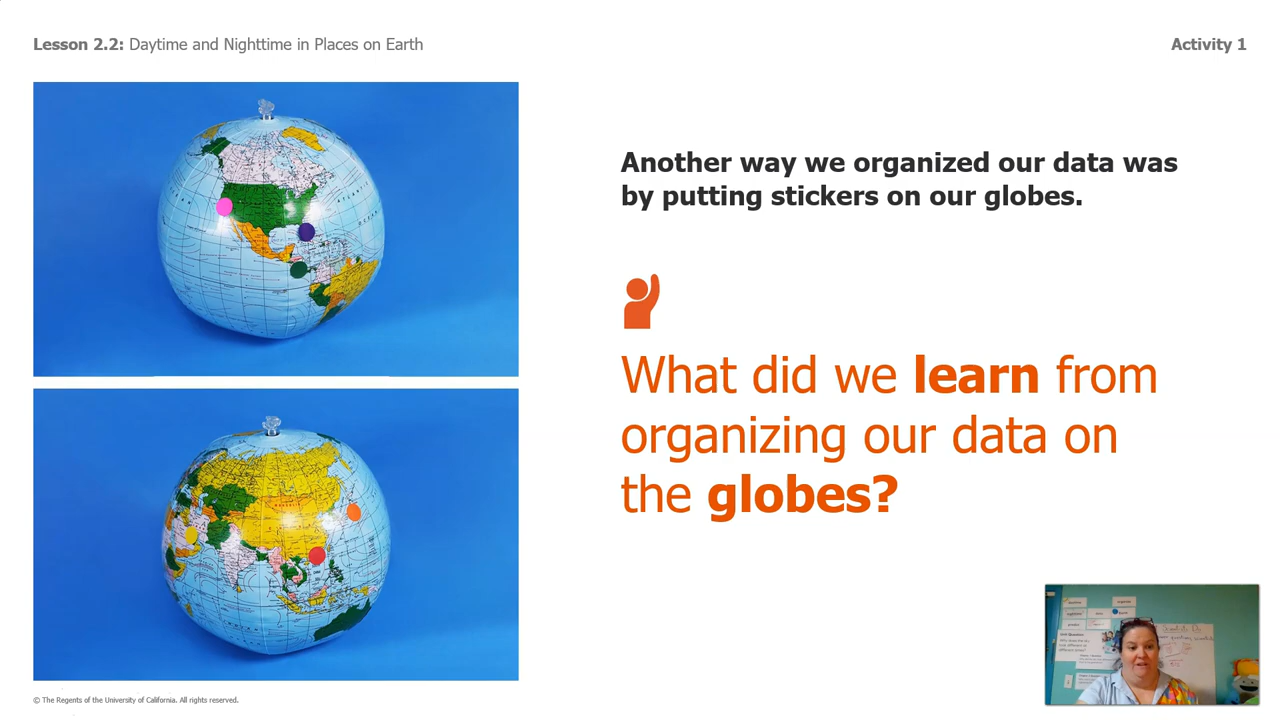 Lesson 2.2: Daytime and Nighttime in Places on Earth
Activity 1
Another way we organized our data was
by putting stickers on our globes.
What did we learn from
organizing our data on
the globes?
© The Regents of the University of California. All rights reserved.